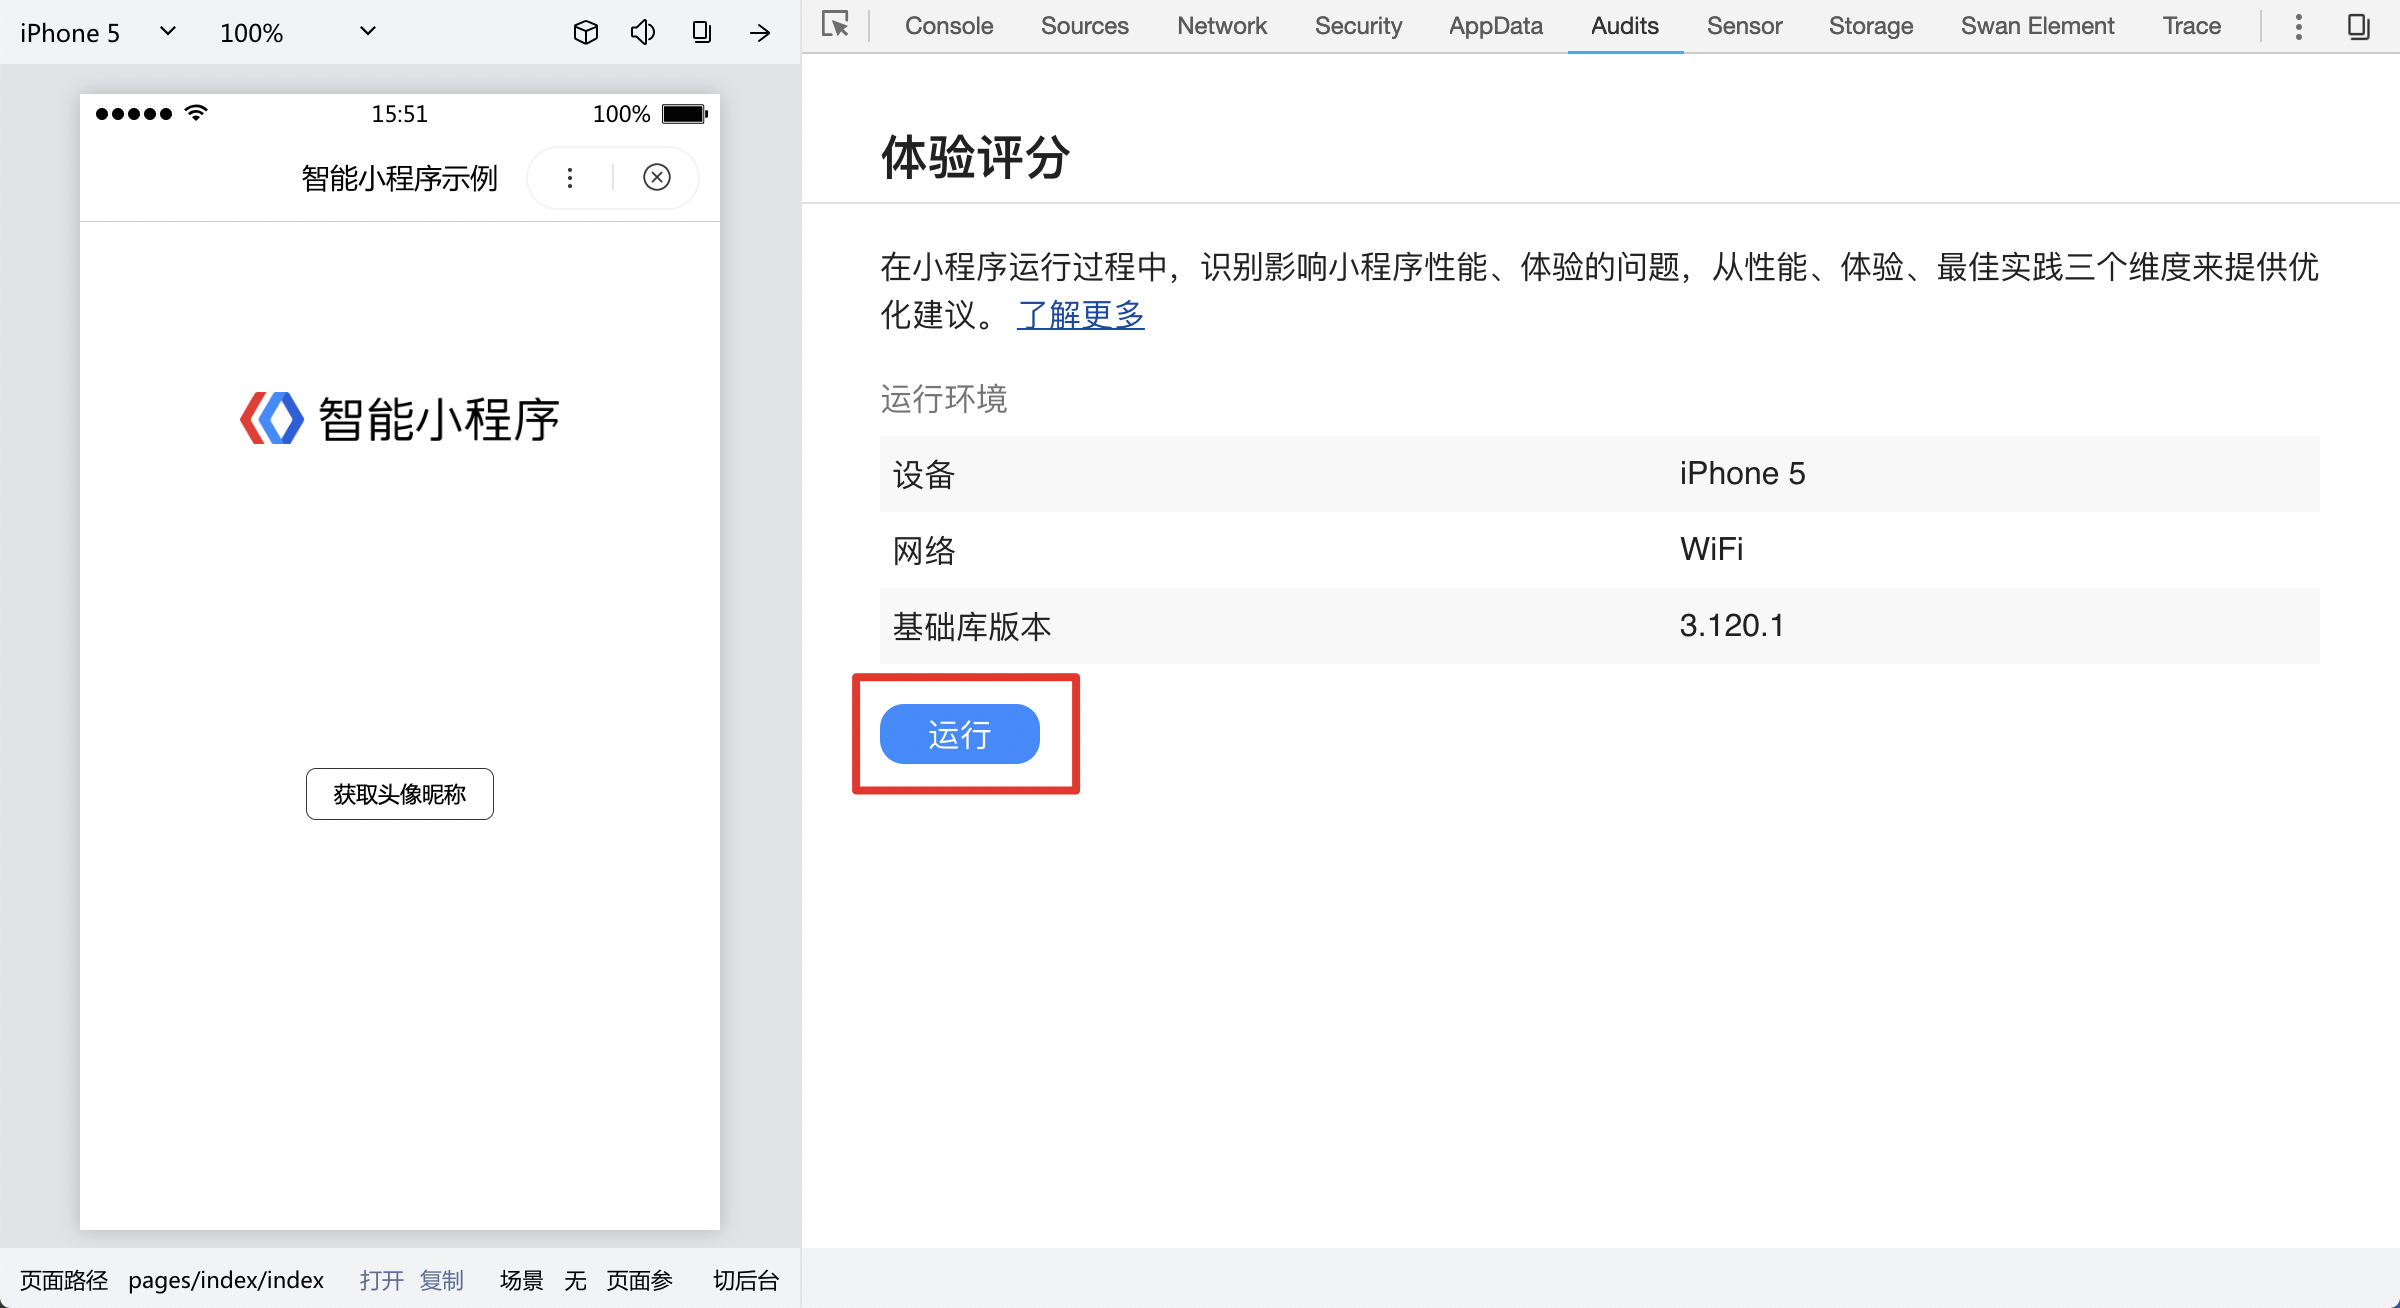 iPhone 5 100%
Console Sources Network Security AppData Audits Sensor Storage Swan Element Trace
15:51 100%
智能小程序示例
智能小程序
获取头像昵称
页面路径 pages/index/index 打开 复制 场景 无 页面参 切后台
体验评分
在小程序运行过程中，识别影响小程序性能、体验的问题，从性能、体验、最佳实践三个维度来提供优
化建议。 了解更多
运行环境
设备 iPhone 5
网络 WiFi
基础库版本 3.120.1
运行